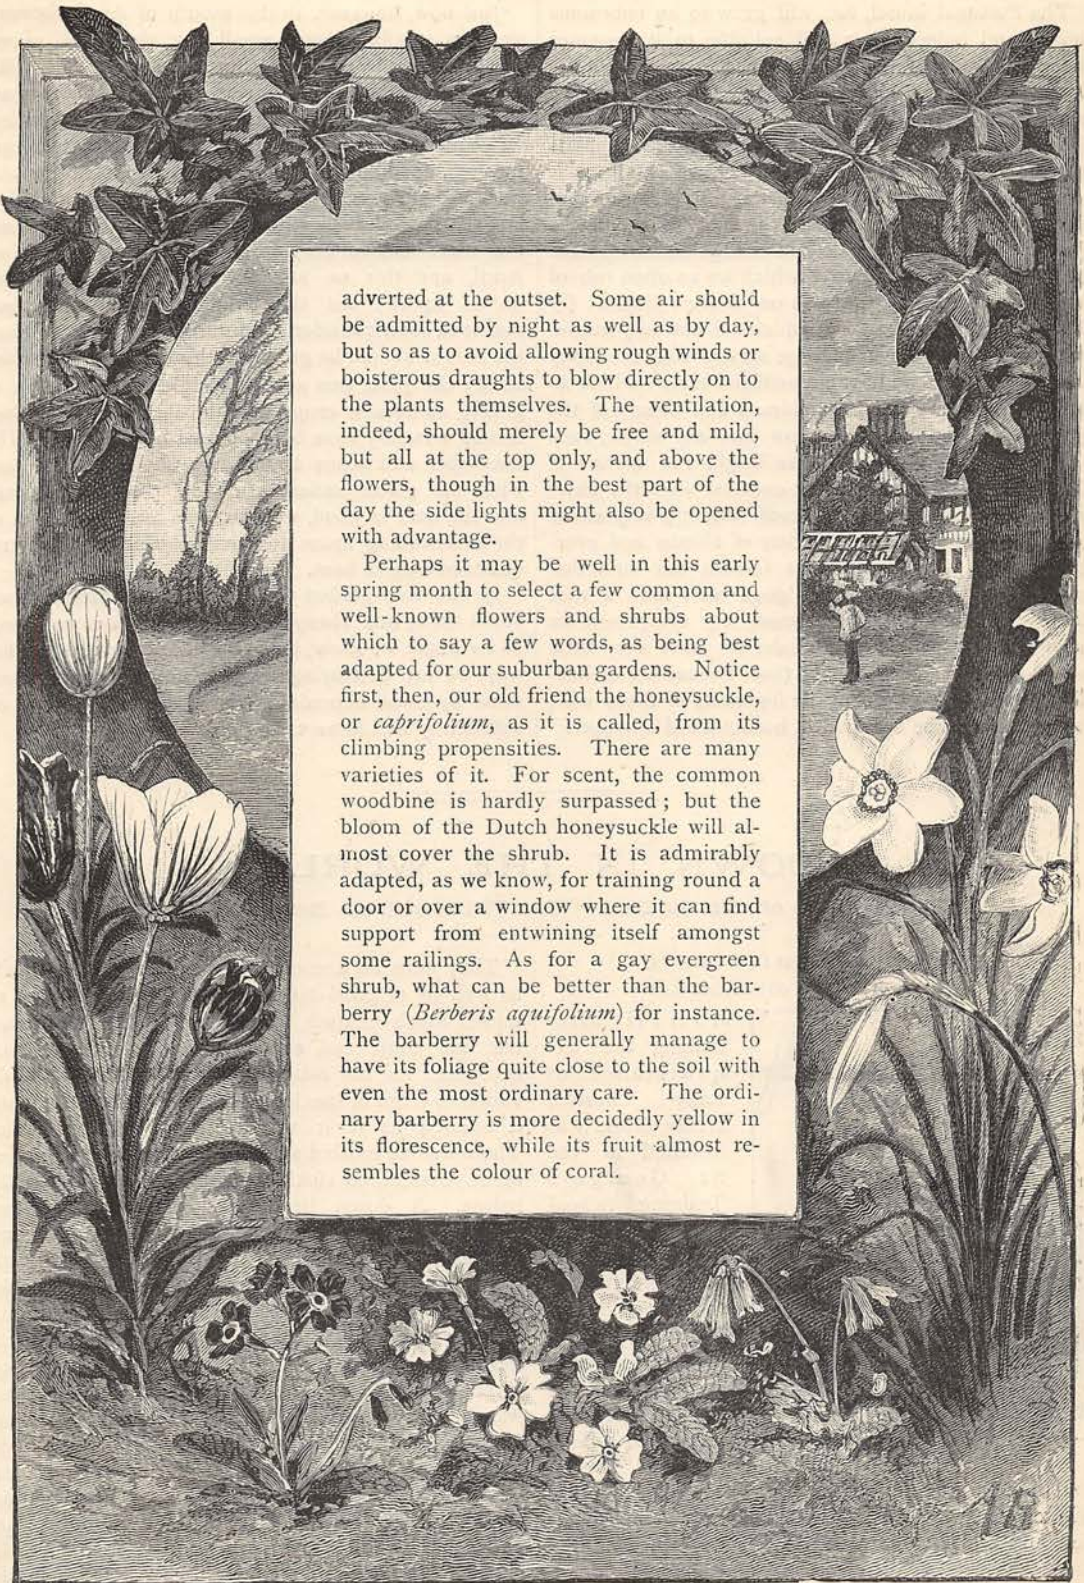 adverted at the outset. Some air should
be admitted by night as well as by day,
but so as to avoid allowing rough winds or
boisterous draughts to blow directly on to
the plants themselves. The ventilation,
indeed, should merely be free and mild,
but all at the top only, and above the
flowers, though in the best part of the
day the side lights might also be opened
with advantage.
Perhaps it may be well in this early
spring month to select a few common and
well-known flowers and shrubs about
which to say a few words, as being best
adapted for our suburban gardens. Notice
first, then, our old friend the honeysuckle,
or caprifolium, as it is called, from its
climbing propensities. There are many
varieties of it. For scent, the common
woodbine is hardly surpassed; but the
bloom of the Dutch honeysuckle will al-
most cover the shrub. It is admirably
adapted, as we know, for training round a
door or over a window where it can find
support from entwining itself amongst
some railings. As for a gay evergreen
shrub, what can be better than the bar-
berry (Berberis aquifolium) for instance.
The barberry will generally manage to
have its foliage quite close to the soil with
even the most ordinary care. The ordi-
nary barberry is more decidedly yellow in
its florescence, while its fruit almost re-
sembles the colour of coral.